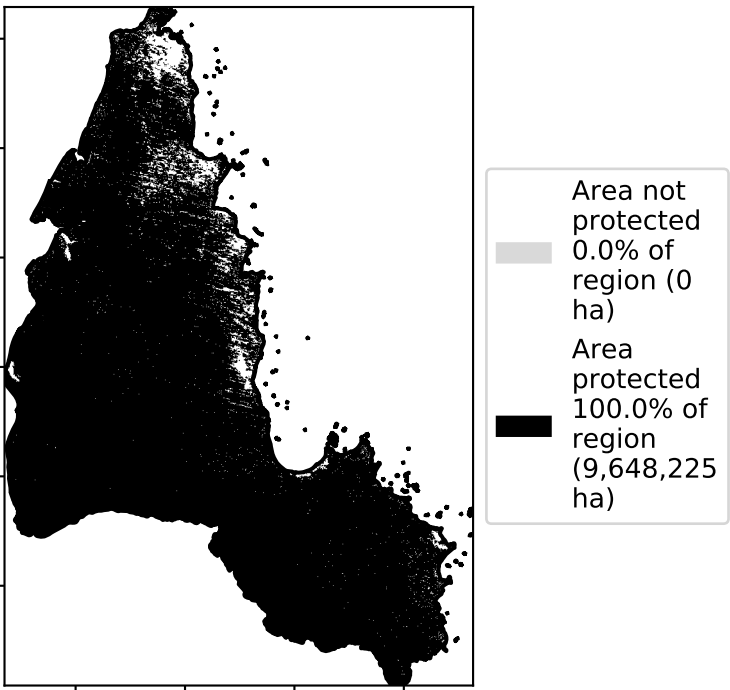 Area not
protected
0.0% of
region (0
ha)
Area
protected
100.0% of
region
(9,648,225
ha)